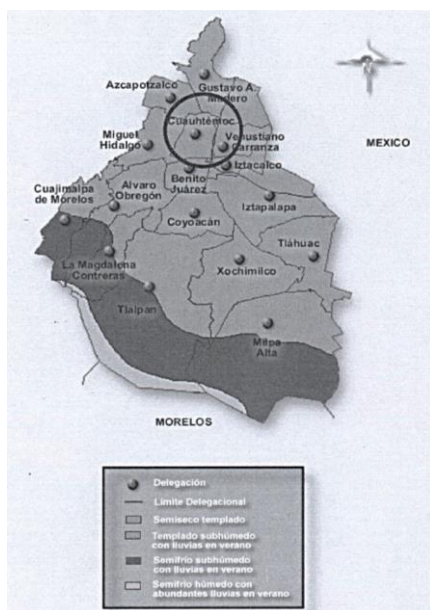 Azcapotzalco
Gustavo A.
Madero
Cuauhtémoc
Miguel
Hidalgo
Venustiano
Carranza
MEXICO
Iztacalco
Benito
Juárez
Cuajimalpa
de Morelos
Alvaro
Obregón
Iztapalapa
Coyoacán
Tláhuac
La Magdalena
Contreras
Xochimilco
Tlalpan
Milpa
Alta
MORELOS
Delegación
Límite Delegacional
Semiseco templado
Templado subhúmedo
con lluvias en verano
Semifrío subhúmedo
con lluvias en verano
Semifrío húmedo con
abundantes lluvias en verano